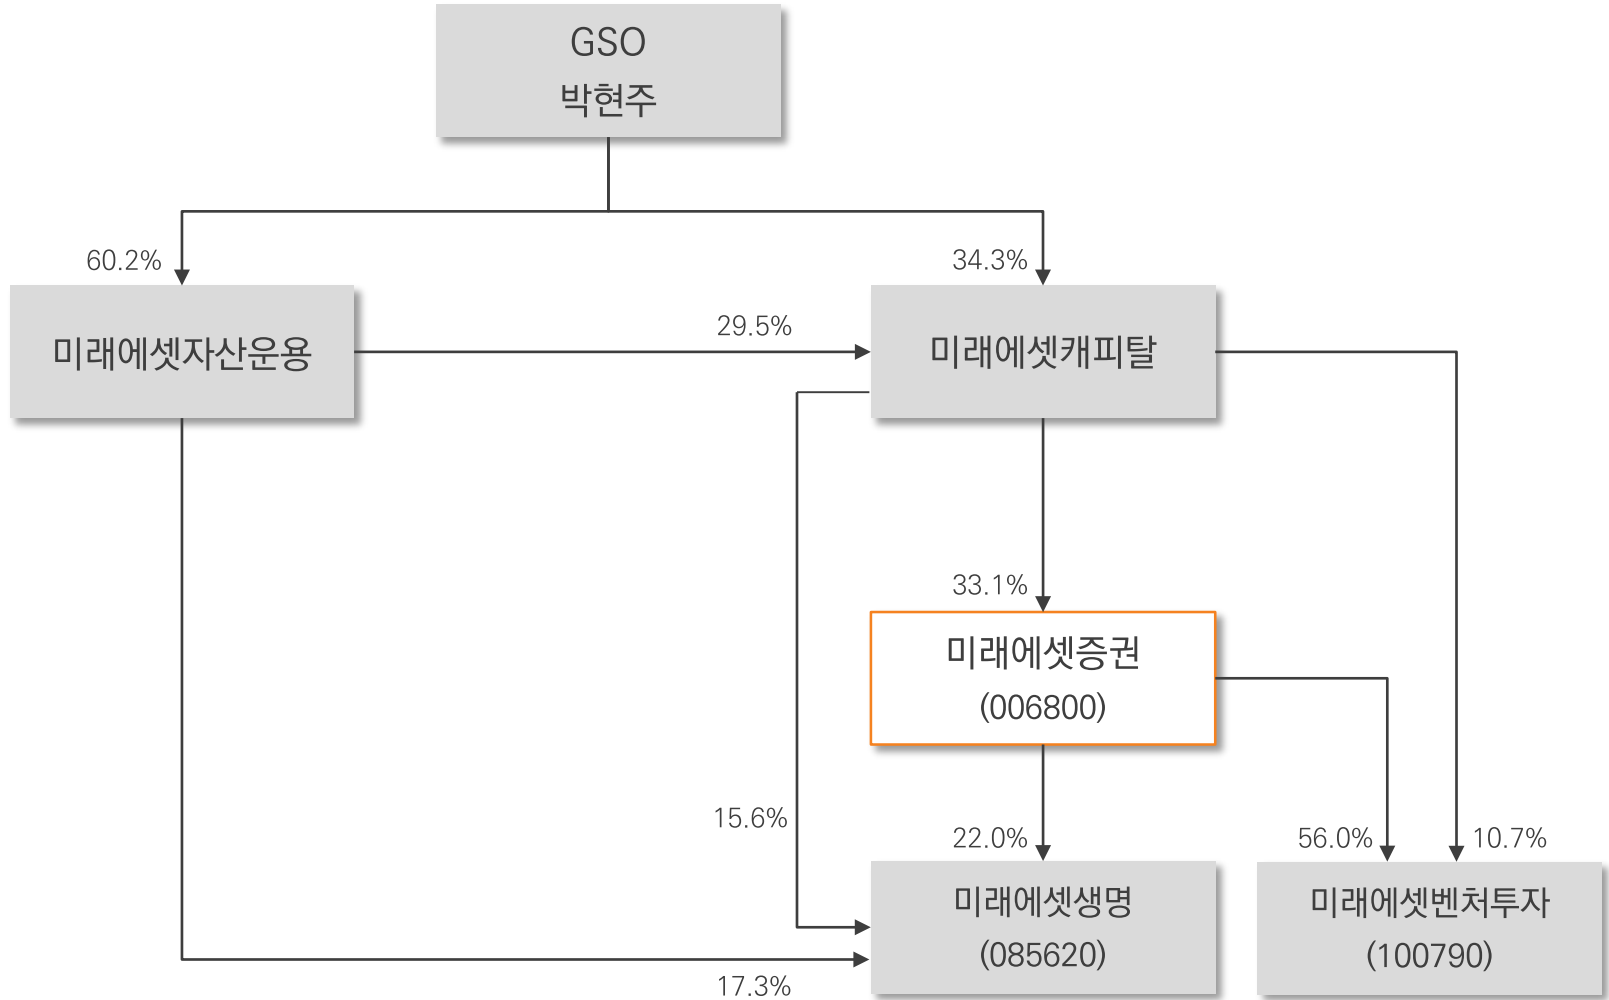 GSO
박현주
60.2%
34.3%
미래에셋자산운용
29.5%
미래에셋캐피탈
33.1%
미래에셋증권
(006800)
15.6%
22.0%
56.0%
10.7%
미래에셋생명
(085620)
미래에셋벤처투자
(100790)
17.3%